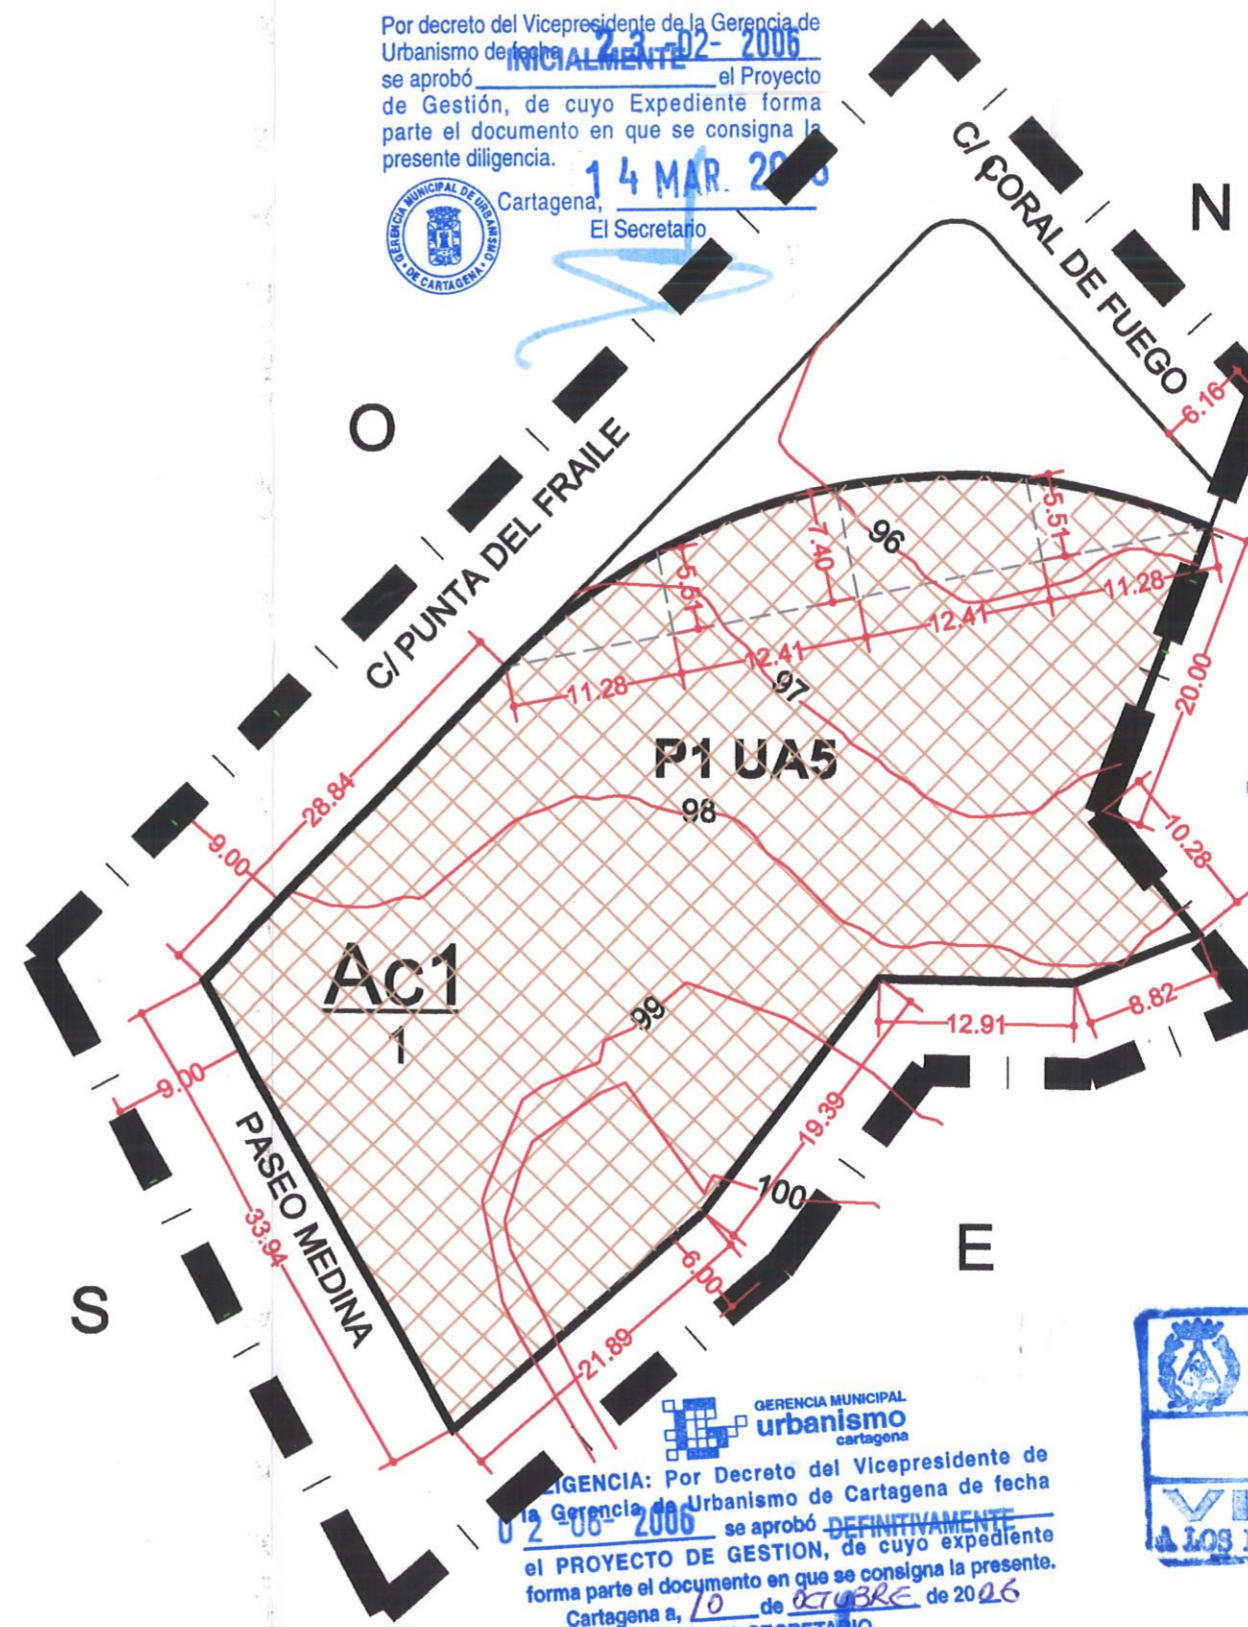 Por decreto del Vicepresidente de la Gerencia de
Urbanismo de fecha 23 -02- 2006
se aprobó INICIALMENTE el Proyecto
de Gestión, de cuyo Expediente forma
parte el documento en que se consigna la
presente diligencia.
Cartagena, 14 MAR.
El Secretario
GERENCIA MUNICIPAL DE URBANISMO
· DE CARTAGENA ·
C/ CORAL DE FUEGO
N
6.16
O
C/ PUNTA DEL FRAILE
5.51
7.40
96
5.51
11.28
12.41
12.41
11.28
97
20.00
P1 UA5
98
28.84
9.00
10.28
Ac1
1
99
12.91
8.82
9.00
19.39
PASEO MEDINA
33.94
100
6.00
E
S
21.89
GERENCIA MUNICIPAL
urbanismo
cartagena
IGENCIA: Por Decreto del Vicepresidente de
la Gerencia de Urbanismo de Cartagena de fecha
02 -06- 2006 se aprobó DEFINITIVAMENTE
el PROYECTO DE GESTION, de cuyo expediente
forma parte el documento en que se consigna la presente.
Cartagena a, 10 de OCTUBRE de 2006
A LOS